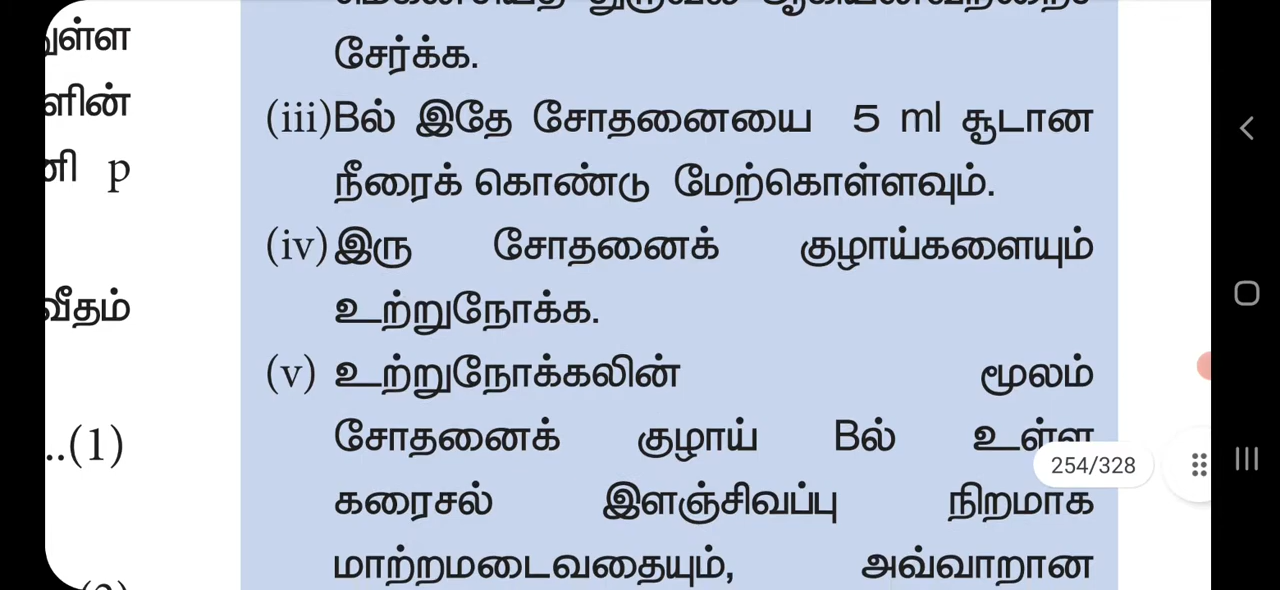 ுள்ள
ளின்
ணி p
வீதம்
..(1)
சேர்க்க.
(iii) Bல் இதே சோதனையை 5 ml சூடான
நீரைக் கொண்டு மேற்கொள்ளவும்.
(iv) இரு சோதனைக் குழாய்களையும்
உற்றுநோக்க.
(v) உற்றுநோக்கலின் மூலம்
சோதனைக் குழாய் Bல் உள்ள
254/328
கரைசல் இளஞ்சிவப்பு நிறமாக
மாற்றமடைவதையும், அவ்வாறான